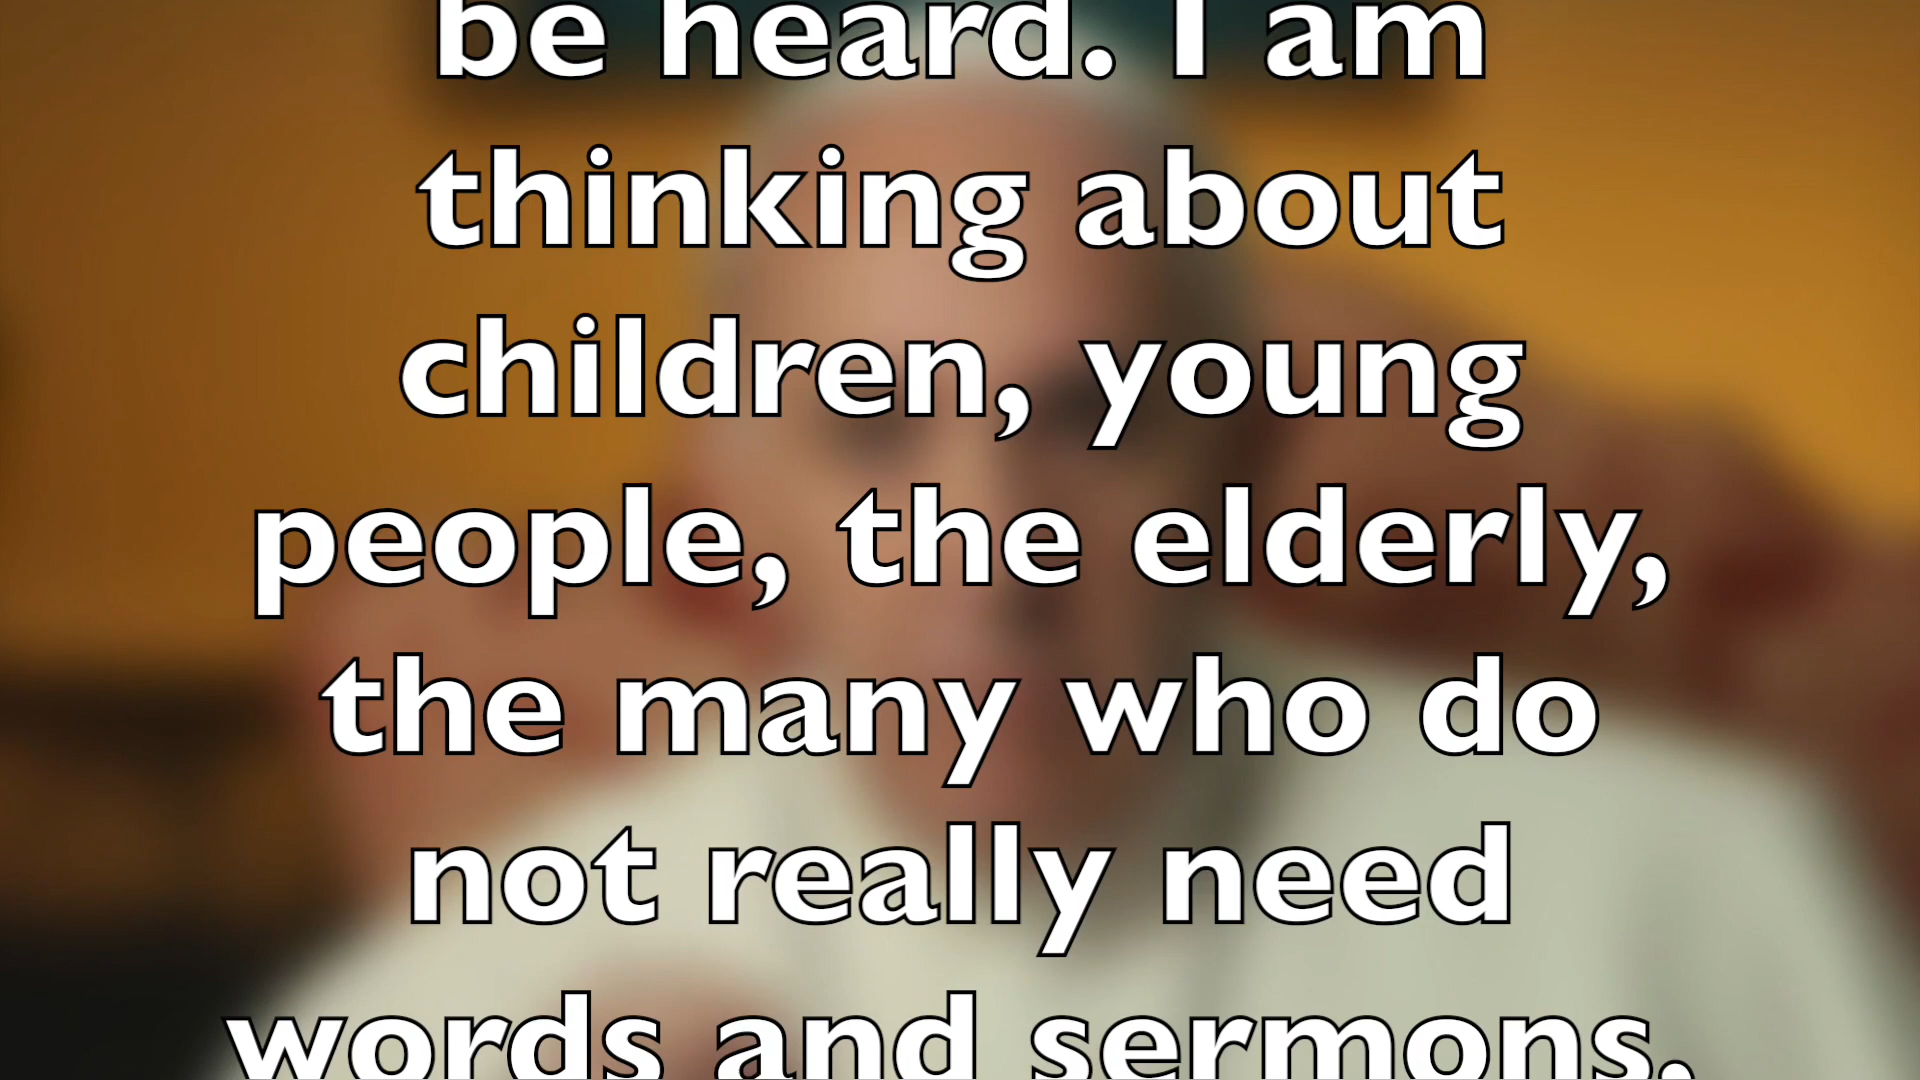 be heard. I am
thinking about
children, young
people, the elderly,
the many who do
not really need
words and sermons,